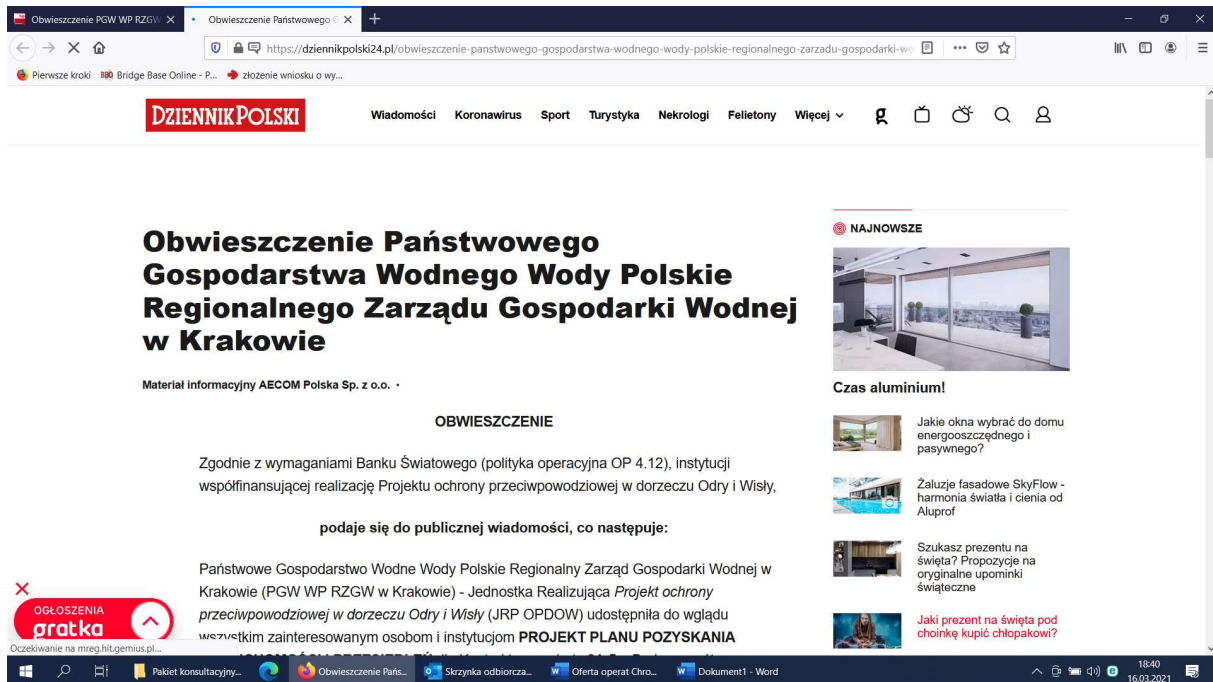 Obwieszczenie PGW WP RZGW
Obwieszczenie Państwowego G
https://dziennikpolski24.pl/obwieszczenie-panstwowego-gospodarstwa-wodnego-wody-polskie-regionalnego-zarzadu-gospodarki-wo
Pierwsze kroki
BBO Bridge Base Online - P...
złożenie wniosku o wy...
DZIENNIK POLSKI
Wiadomości Koronawirus Sport Turystyka Nekrologi Felietony Więcej
g
Obwieszczenie Państwowego
Gospodarstwa Wodnego Wody Polskie
Regionalnego Zarządu Gospodarki Wodnej
w Krakowie
Materiał informacyjny AECOM Polska Sp. z o.o. •
OBWIESZCZENIE
Zgodnie z wymaganiami Banku Światowego (polityka operacyjna OP 4.12), instytucji
współfinansującej realizację Projektu ochrony przeciwpowodziowej w dorzeczu Odry i Wisły,
podaje się do publicznej wiadomości, co następuje:
Państwowe Gospodarstwo Wodne Wody Polskie Regionalny Zarząd Gospodarki Wodnej w
Krakowie (PGW WP RZGW w Krakowie) - Jednostka Realizująca Projekt ochrony
przeciwpowodziowej w dorzeczu Odry i Wisły (JRP OPDOW) udostępniła do wglądu
wszystkim zainteresowanym osobom i instytucjom PROJEKT PLANU POZYSKANIA
NAJNOWSZE
Czas aluminium!
Jakie okna wybrać do domu
energooszczędnego i
pasywnego?
Żaluzje fasadowe SkyFlow -
harmonia światła i cienia od
Aluprof
Szukasz prezentu na
święta? Propozycje na
oryginalne upominki
świąteczne
Jaki prezent na święta pod
choinkę kupić chłopakowi?
OGŁOSZENIA
gratka
Oczekiwanie na mreg.hit.gemius.pl...
Pakiet konsultacyjny...
Obwieszczenie Pańs...
Skrzynka odbiorcza...
Oferta operat Chro...
Dokument1 - Word
18:40
16.03.2021